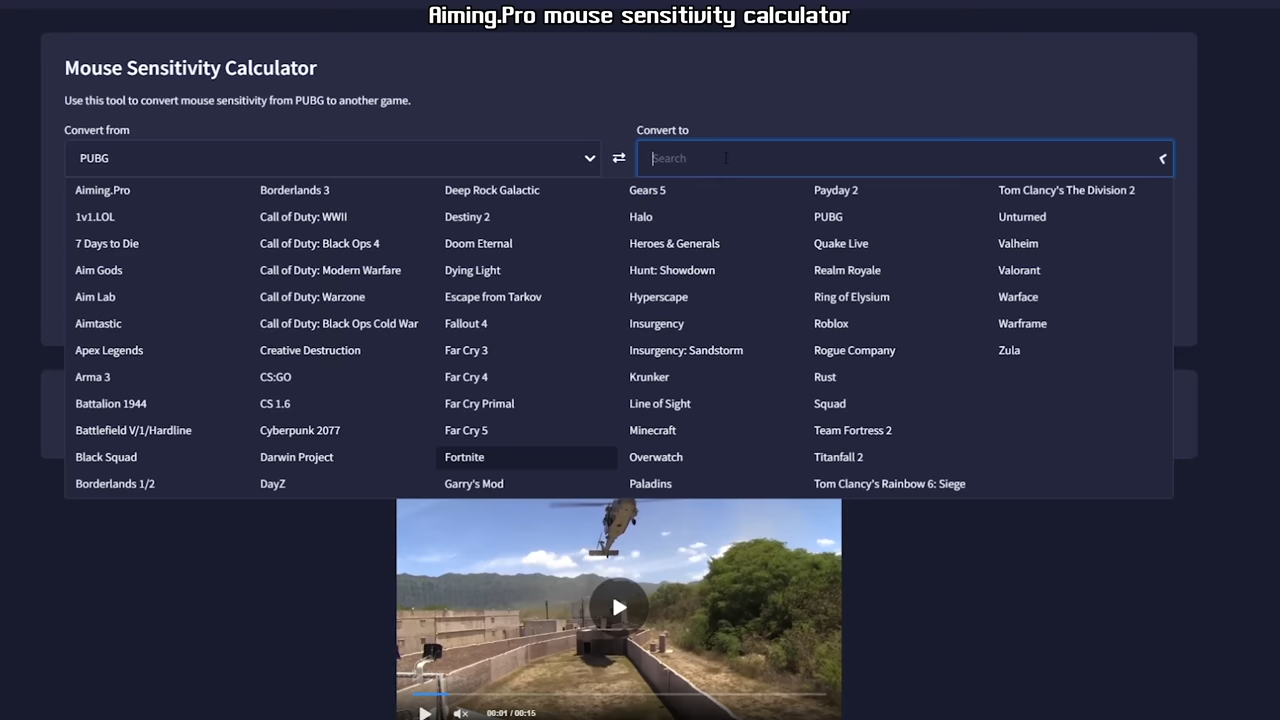 Aiming.Pro mouse sensitivity calculator
Mouse Sensitivity Calculator
Use this tool to convert mouse sensitivity from PUBG to another game.
Convert from
Convert to
PUBG
Search
Aiming.Pro
1v1.LOL
7 Days to Die
Aim Gods
Aim Lab
Aimtastic
Apex Legends
Arma 3
Battalion 1944
Battlefield V/1/Hardline
Black Squad
Borderlands 1/2
Borderlands 3
Call of Duty: WWII
Call of Duty: Black Ops 4
Call of Duty: Modern Warfare
Call of Duty: Warzone
Call of Duty: Black Ops Cold War
Creative Destruction
CS:GO
CS 1.6
Cyberpunk 2077
Darwin Project
DayZ
Deep Rock Galactic
Destiny 2
Doom Eternal
Dying Light
Escape from Tarkov
Fallout 4
Far Cry 3
Far Cry 4
Far Cry Primal
Far Cry 5
Fortnite
Garry's Mod
Gears 5
Halo
Heroes & Generals
Hunt: Showdown
Hyperscape
Insurgency
Insurgency: Sandstorm
Krunker
Line of Sight
Minecraft
Overwatch
Paladins
Payday 2
PUBG
Quake Live
Realm Royale
Ring of Elysium
Roblox
Rogue Company
Rust
Squad
Team Fortress 2
Titanfall 2
Tom Clancy's Rainbow 6: Siege
Tom Clancy's The Division 2
Unturned
Valheim
Valorant
Warface
Warframe
Zula
00:01 / 00:15